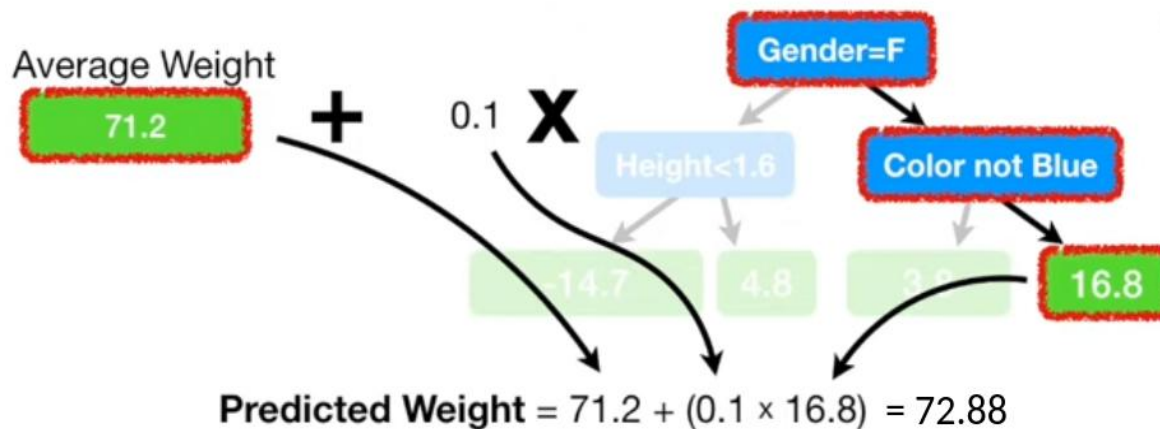 Gender=F
Average Weight
71.2
+ 0.1 X
Height<1.6
Color not Blue
-14.7
4.8
3.8
16.8
Predicted Weight = 71.2 + (0.1 x 16.8) = 72.88